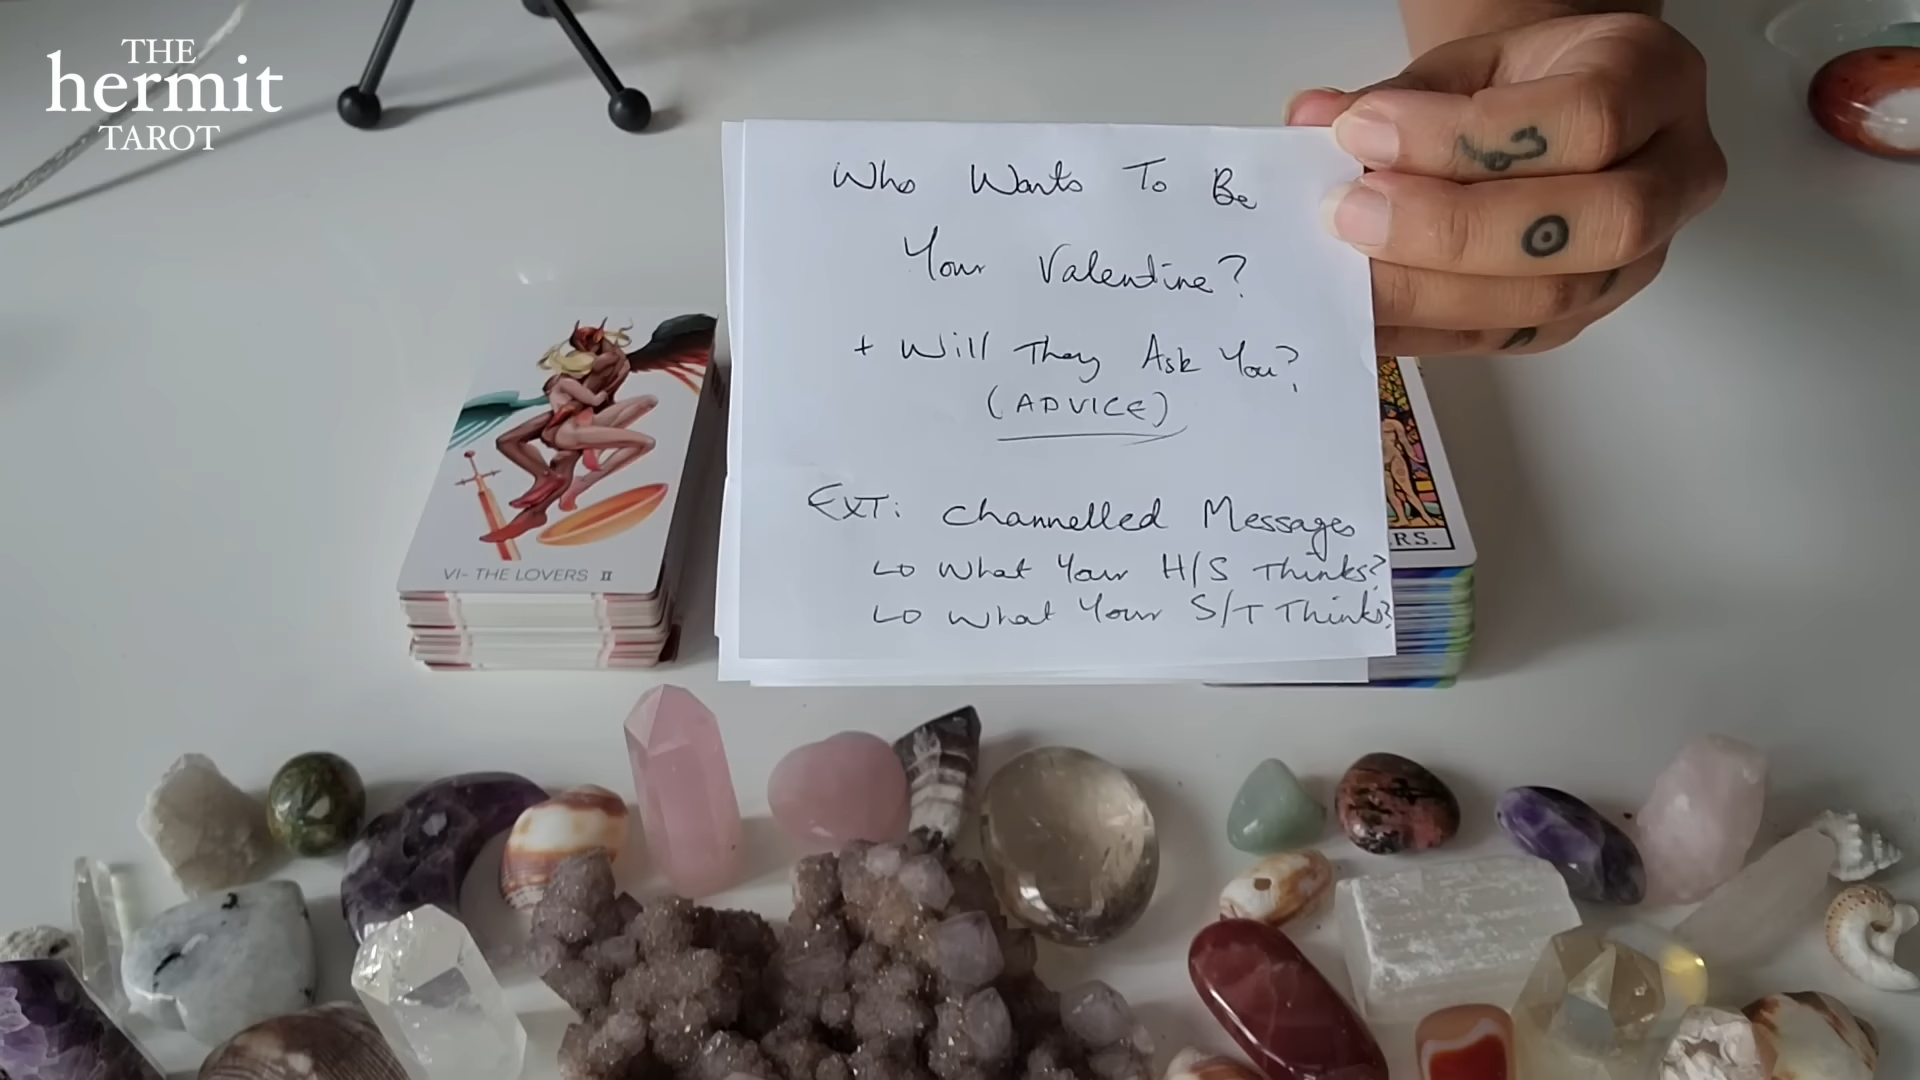 THE
hermit
TAROT
Who Wants To Be
Your Valentine?
+ Will They Ask You?
(ADVICE)
EXT: Channelled Messages
↳ What Your H/S Thinks?
↳ What Your S/T Thinks?
VI- THE LOVERS II
RS.